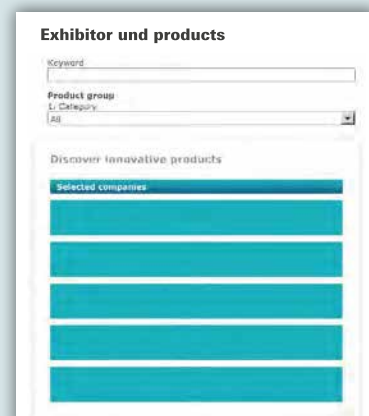 Exhibitor und products
Keyword
Product group
1. Category
All
Discover innovative products
Selected companies